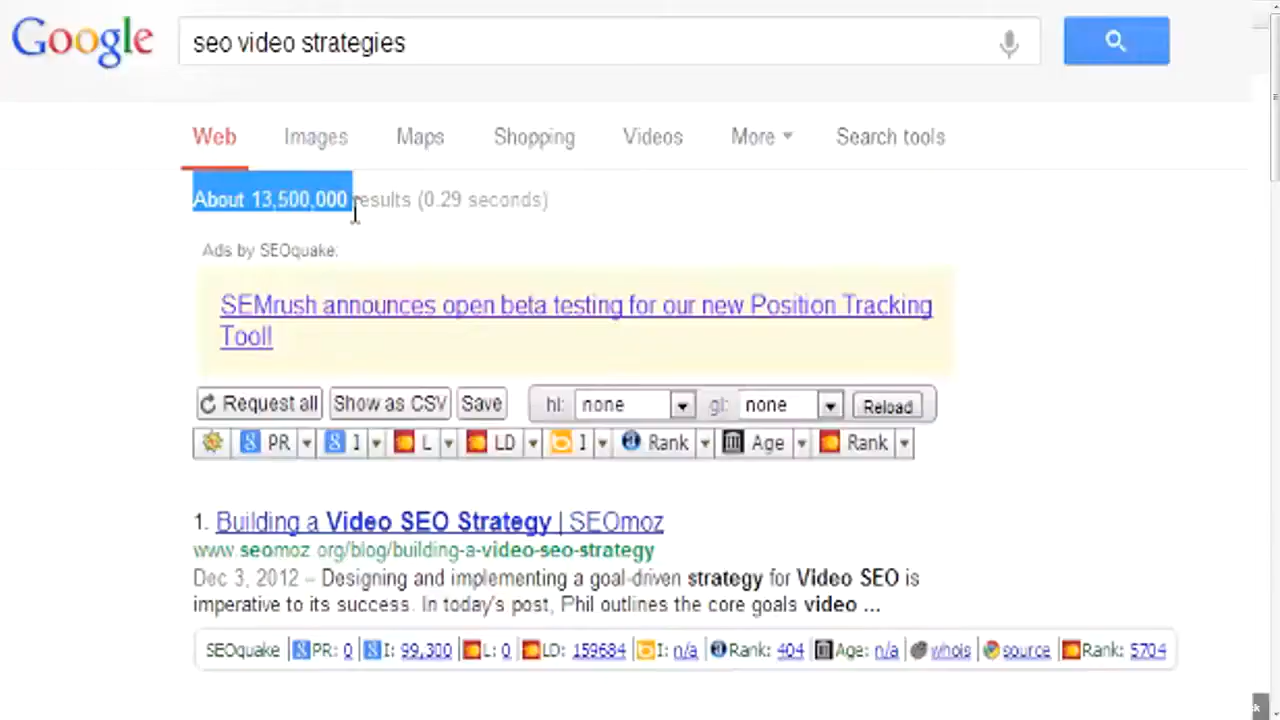 Google
seo video strategies
Web Images Maps Shopping Videos More Search tools
About 13,500,000 results (0.29 seconds)
Ads by SEOquake:
SEMrush announces open beta testing for our new Position Tracking
Tool!
Request all Show as CSV Save hl: none gl: none Reload
PR I L LD I Rank Age Rank
1. Building a Video SEO Strategy | SEOmoz
www.seomoz.org/blog/building-a-video-seo-strategy
Dec 3, 2012 – Designing and implementing a goal-driven strategy for Video SEO is
imperative to its success. In today's post, Phil outlines the core goals video ...
SEOquake PR: 0 I: 99,300 L: 0 LD: 159684 I: n/a Rank: 404 Age: n/a whois source Rank: 5704